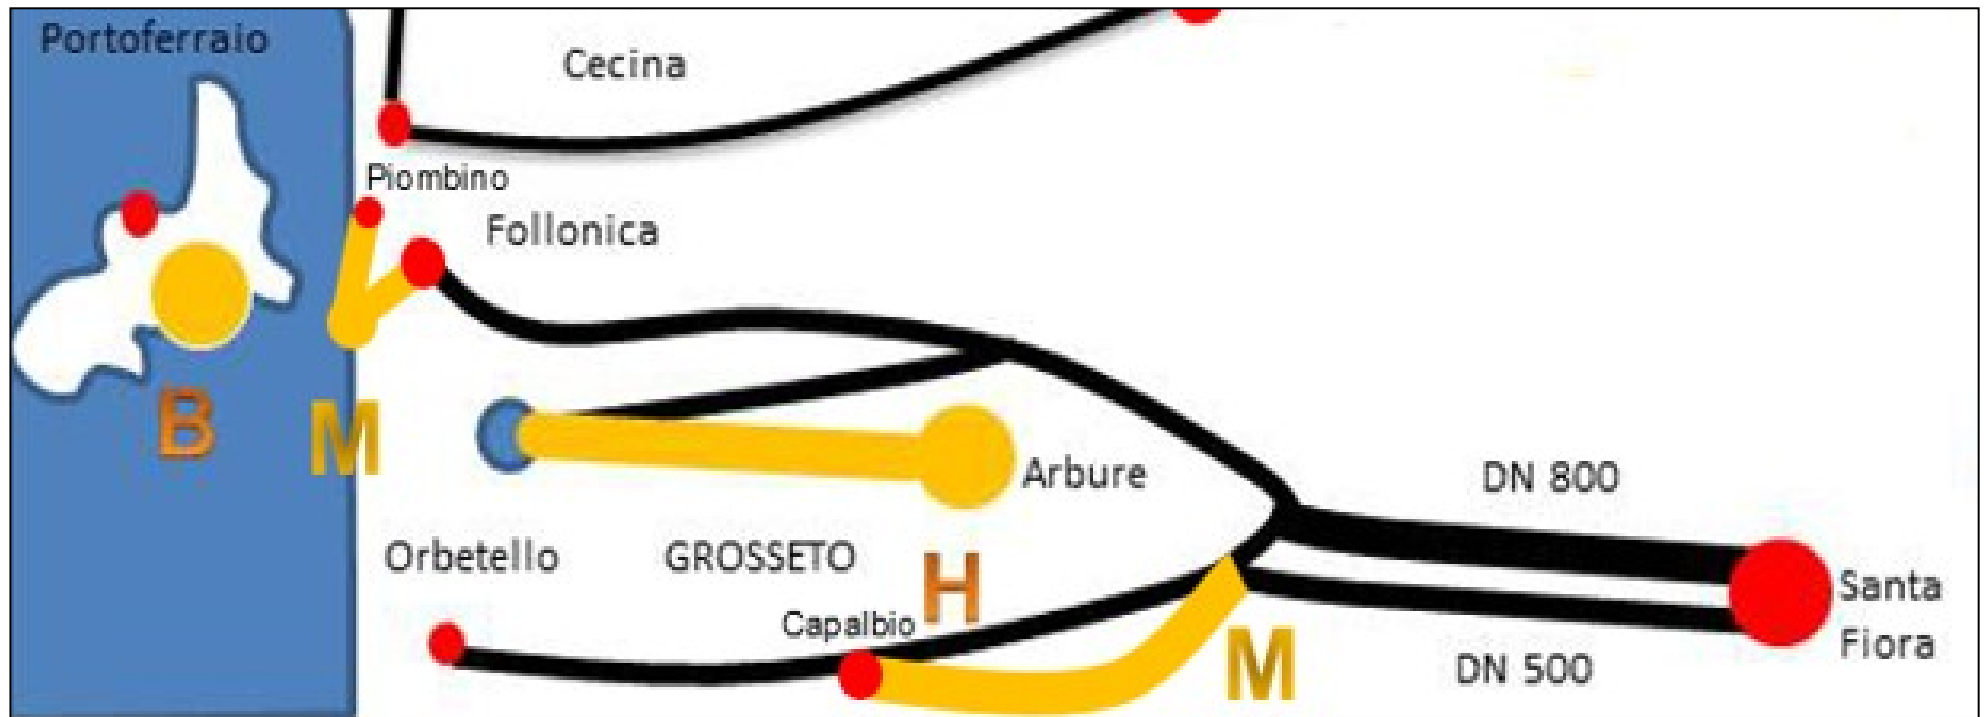 Portoferraio
Cecina
Piombino
Follonica
B
M
Arbure
DN 800
Orbetello
GROSSETO
H
Capalbio
Santa
Fiora
M
DN 500